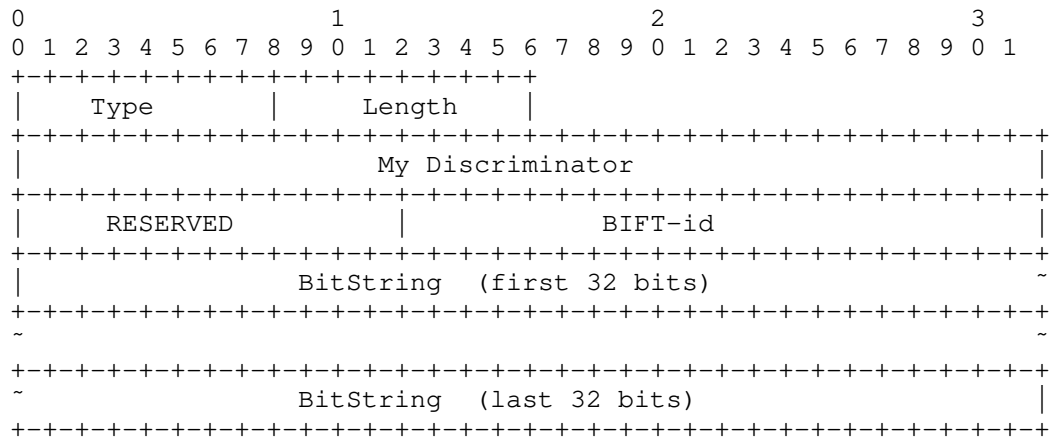 0                   1                   2                   3
0 1 2 3 4 5 6 7 8 9 0 1 2 3 4 5 6 7 8 9 0 1 2 3 4 5 6 7 8 9 0 1
+-+-+-+-+-+-+-+-+-+-+-+-+-+-+-+-+
|    Type       |     Length    |
+-+-+-+-+-+-+-+-+-+-+-+-+-+-+-+-+-+-+-+-+-+-+-+-+-+-+-+-+-+-+-+-+
|                      My Discriminator                         |
+-+-+-+-+-+-+-+-+-+-+-+-+-+-+-+-+-+-+-+-+-+-+-+-+-+-+-+-+-+-+-+-+
|     RESERVED          |            BIFT-id                    |
+-+-+-+-+-+-+-+-+-+-+-+-+-+-+-+-+-+-+-+-+-+-+-+-+-+-+-+-+-+-+-+-+
|                 BitString  (first 32 bits)                    ~
+-+-+-+-+-+-+-+-+-+-+-+-+-+-+-+-+-+-+-+-+-+-+-+-+-+-+-+-+-+-+-+-+
~                                                               ~
+-+-+-+-+-+-+-+-+-+-+-+-+-+-+-+-+-+-+-+-+-+-+-+-+-+-+-+-+-+-+-+-+
~                 BitString  (last 32 bits)                     |
+-+-+-+-+-+-+-+-+-+-+-+-+-+-+-+-+-+-+-+-+-+-+-+-+-+-+-+-+-+-+-+-+